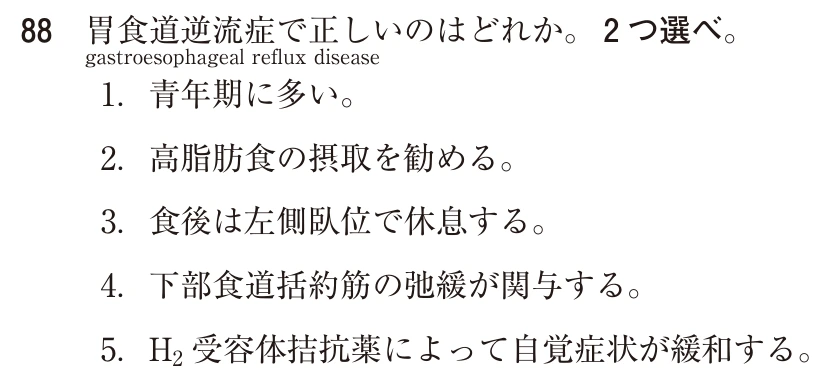 88 胃食道逆流症で正しいのはどれか。2つ選べ。
gastroesophageal reflux disease
1. 青年期に多い。
2. 高脂肪食の摂取を勧める。
3. 食後は左側臥位で休息する。
4. 下部食道括約筋の弛緩が関与する。
5. H₂受容体拮抗薬によって自覚症状が緩和する。